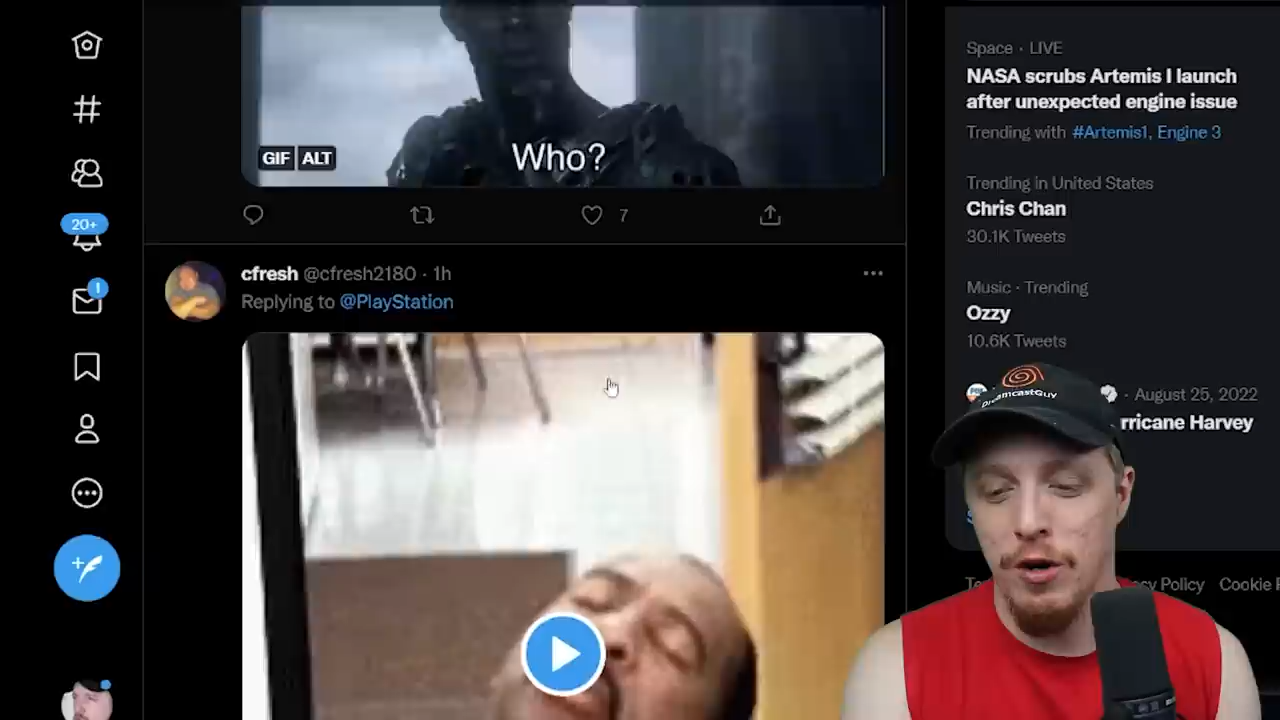 Who?
GIF ALT
7
20+
!
cfresh @cfresh2180 · 1h
Replying to @PlayStation
Space · LIVE
NASA scrubs Artemis I launch
after unexpected engine issue
Trending with #Artemis1, Engine 3
Trending in United States
Chris Chan
30.1K Tweets
Music · Trending
Ozzy
10.6K Tweets
· August 25, 2022
rricane Harvey
DreamcastGuy
acy Policy Cookie